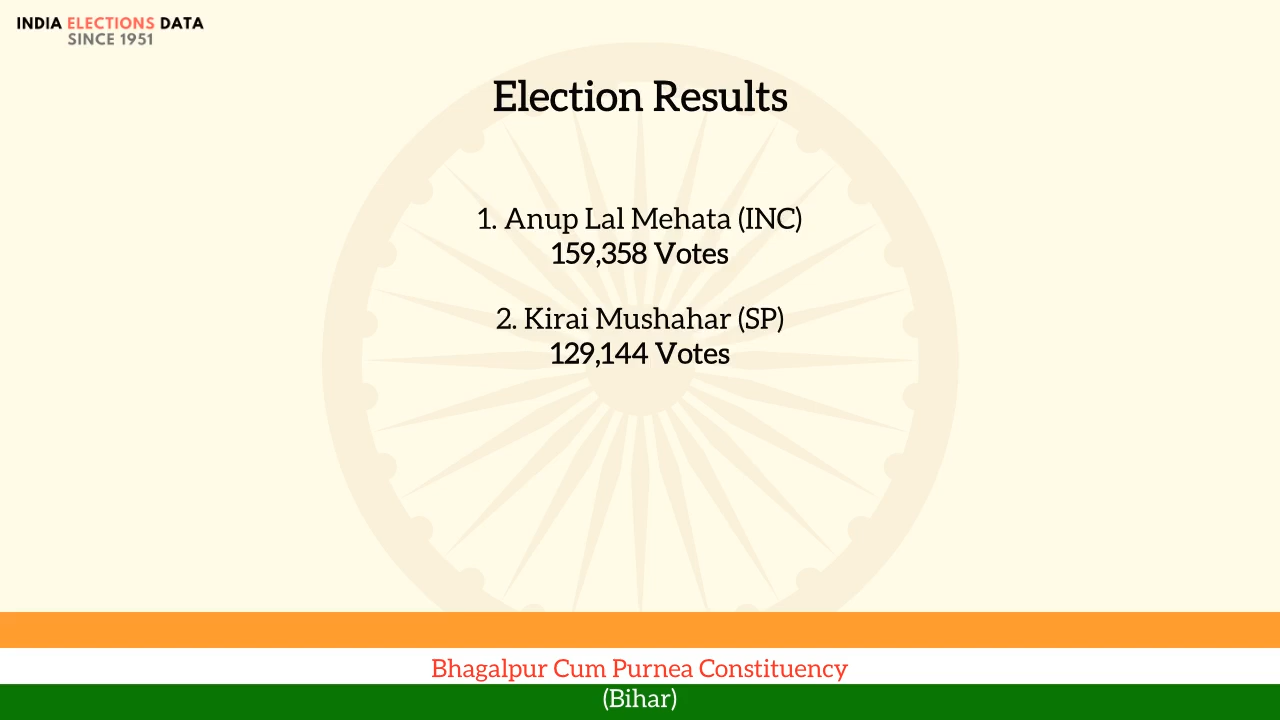 INDIA ELECTIONS DATA
SINCE 1951
Election Results
1. Anup Lal Mehata (INC)
159,358 Votes
2. Kirai Mushahar (SP)
129,144 Votes
Bhagalpur Cum Purnea Constituency
(Bihar)